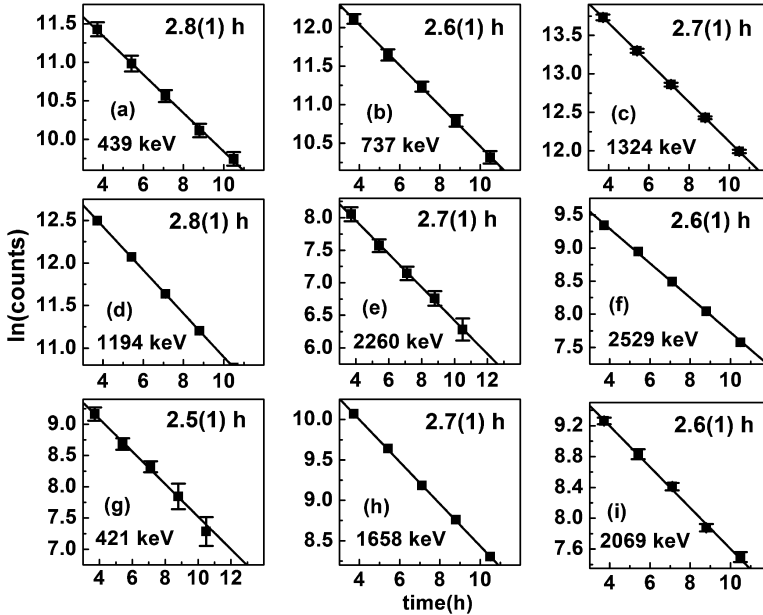 2.8(1) h
(a)
439 keV
11.5
11.0
10.5
10.0
4 6 8 10
2.6(1) h
(b)
737 keV
12.0
11.5
11.0
10.5
4 6 8 10
2.7(1) h
(c)
1324 keV
13.5
13.0
12.5
12.0
4 6 8 10
ln(counts)
2.8(1) h
(d)
1194 keV
12.5
12.0
11.5
11.0
4 6 8 10
2.7(1) h
(e)
2260 keV
8.0
7.5
7.0
6.5
6.0
4 6 8 10 12
2.6(1) h
(f)
2529 keV
9.5
9.0
8.5
8.0
7.5
4 6 8 10
2.5(1) h
(g)
421 keV
9.0
8.5
8.0
7.5
7.0
4 6 8 10 12
2.7(1) h
(h)
1658 keV
10.0
9.5
9.0
8.5
4 6 8 10
2.6(1) h
(i)
2069 keV
9.2
8.8
8.4
8.0
7.6
4 6 8 10
time(h)